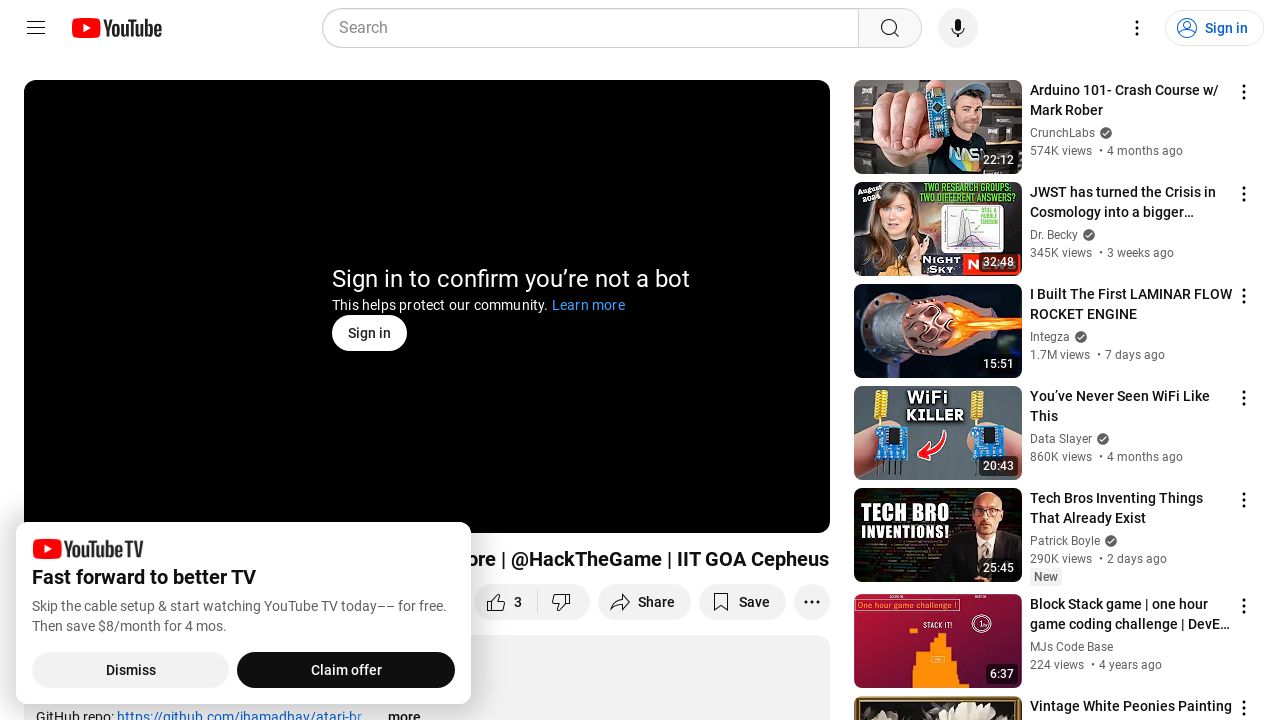 YouTube
Search
Sign in
Sign in to confirm you're not a bot
This helps protect our community. Learn more
Sign in
YouTube TV
Fast forward to better TV
Skip the cable setup & start watching YouTube TV today–– for free.
Then save $8/month for 4 mos.
Dismiss
Claim offer
| @HackTheGame | IIT GOA Cepheus
3
Share
Save
GitHub repo: https://github.com/jhamadhav/atari-br
...more
22:12
Arduino 101- Crash Course w/
Mark Rober
CrunchLabs
574K views • 4 months ago
August
2024
TWO RESEARCH GROUPS:
TWO DIFFERENT ANSWERS?
STILL A
HUBBLE
TENSION
NIGHT
SKY
NEWS
32:48
JWST has turned the Crisis in
Cosmology into a bigger…
Dr. Becky
345K views • 3 weeks ago
15:51
I Built The First LAMINAR FLOW
ROCKET ENGINE
Integza
1.7M views • 7 days ago
WiFi
KILLER
20:43
You've Never Seen WiFi Like
This
Data Slayer
860K views • 4 months ago
TECH BRO
INVENTIONS!
25:45
Tech Bros Inventing Things
That Already Exist
Patrick Boyle
290K views • 2 days ago
New
One hour game challenge !
STACK IT!
6:37
Block Stack game | one hour
game coding challenge | DevE…
MJs Code Base
224 views • 4 years ago
Vintage White Peonies Painting